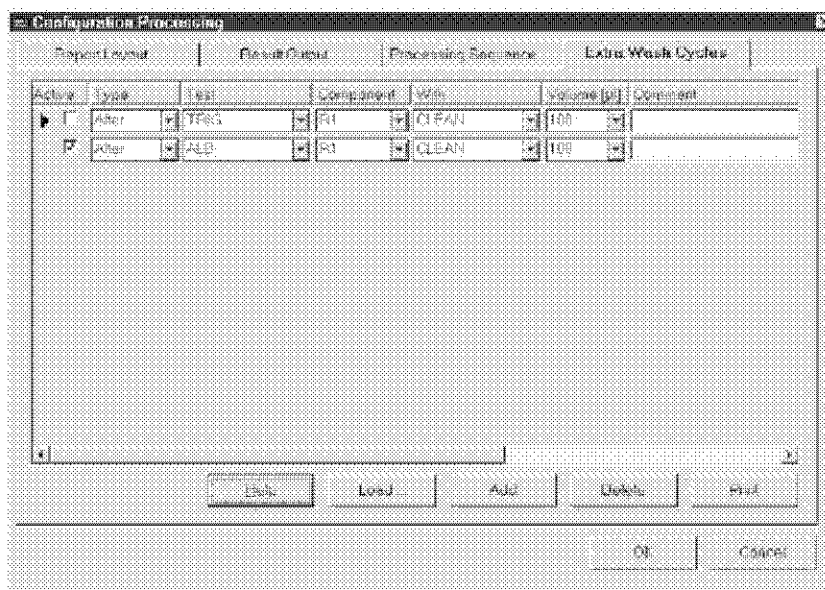 Configuration Processing
Report Layout Result Output Processing Sequence Extra Wash Cycles
Active Type Test Component With Volume [µl] Comment
After TRIG R1 CLEAN 100
After ALB R1 CLEAN 100
Help Load... Add Delete Print
OK Cancel